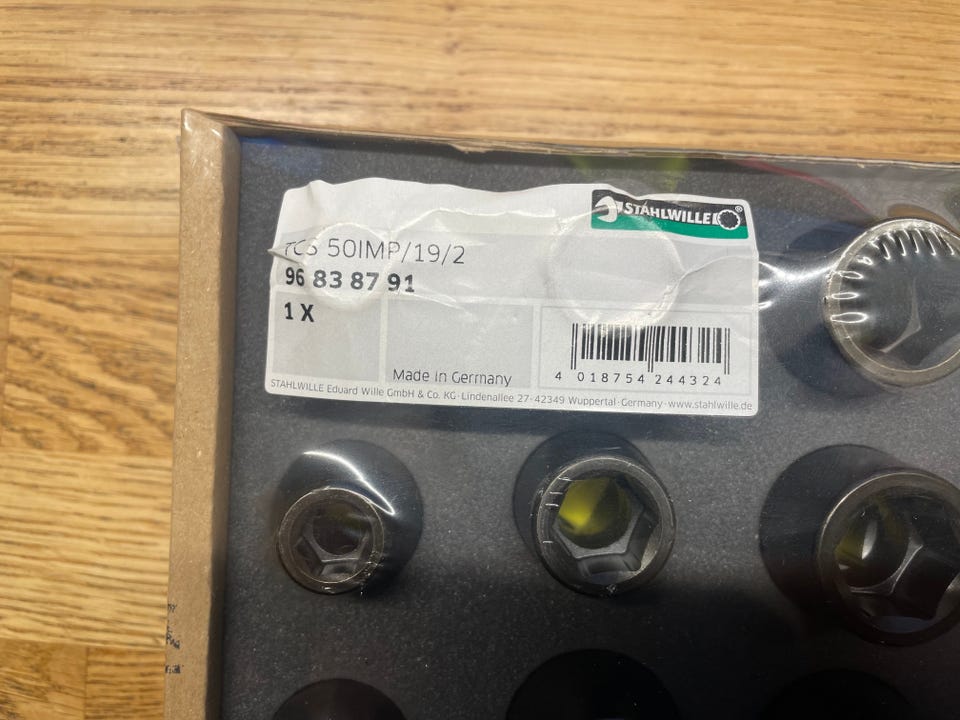 STAHLWILLE®
TCS 50IMP/19/2
96 83 87 91
1 X
Made in Germany
4 018754 244324
STAHLWILLE Eduard Wille GmbH & Co. KG · Lindenallee 27 · 42349 Wuppertal · Germany · www.stahlwille.de